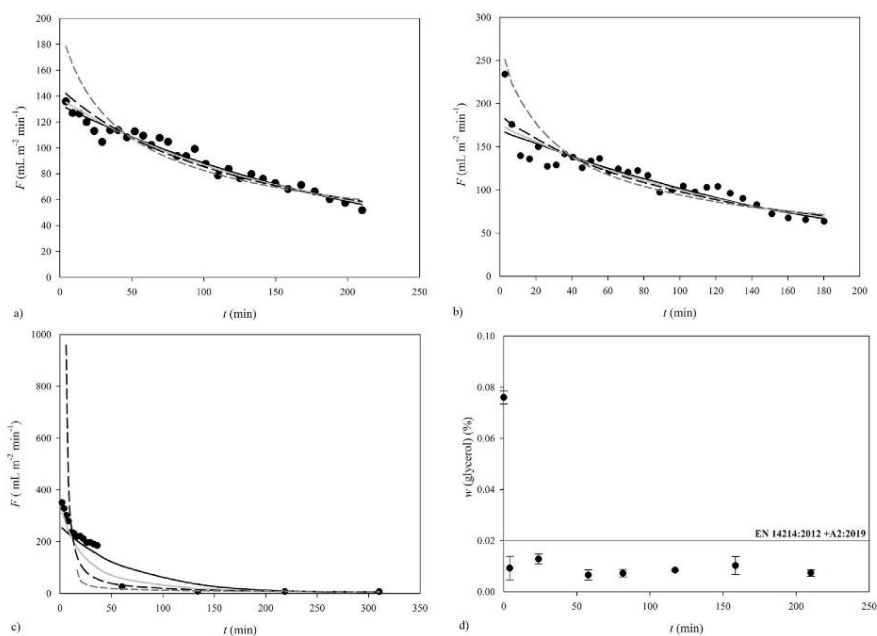 200
180
160
140
120
100
80
60
40
20
0
F (mL m⁻² min⁻¹)
0 50 100 150 200 250
t (min)
a)
300
250
200
150
100
50
0
F (mL m⁻² min⁻¹)
0 20 40 60 80 100 120 140 160 180 200
t (min)
b)
1000
800
600
400
200
0
F ( mL m⁻² min⁻¹)
0 50 100 150 200 250 300 350
t (min)
c)
0.10
0.08
0.06
0.04
0.02
0.00
w (glycerol) (%)
EN 14214:2012 +A2:2019
0 50 100 150 200 250
t (min)
d)